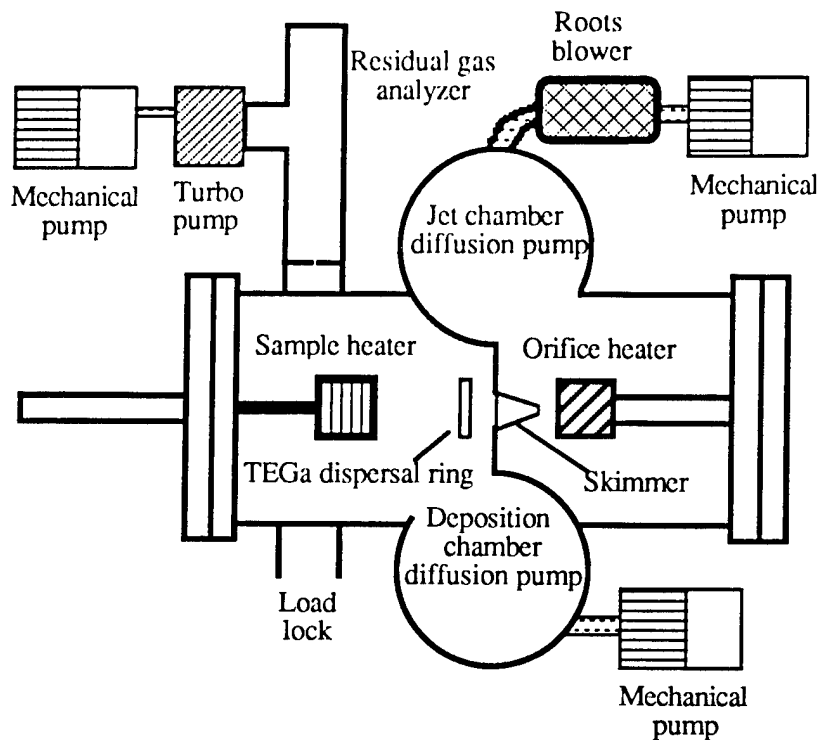 Roots
blower
Residual gas
analyzer
Mechanical
pump
Turbo
pump
Mechanical
pump
Jet chamber
diffusion pump
Sample heater
Orifice heater
TEGa dispersal ring
Skimmer
Deposition
chamber
diffusion pump
Load
lock
Mechanical
pump